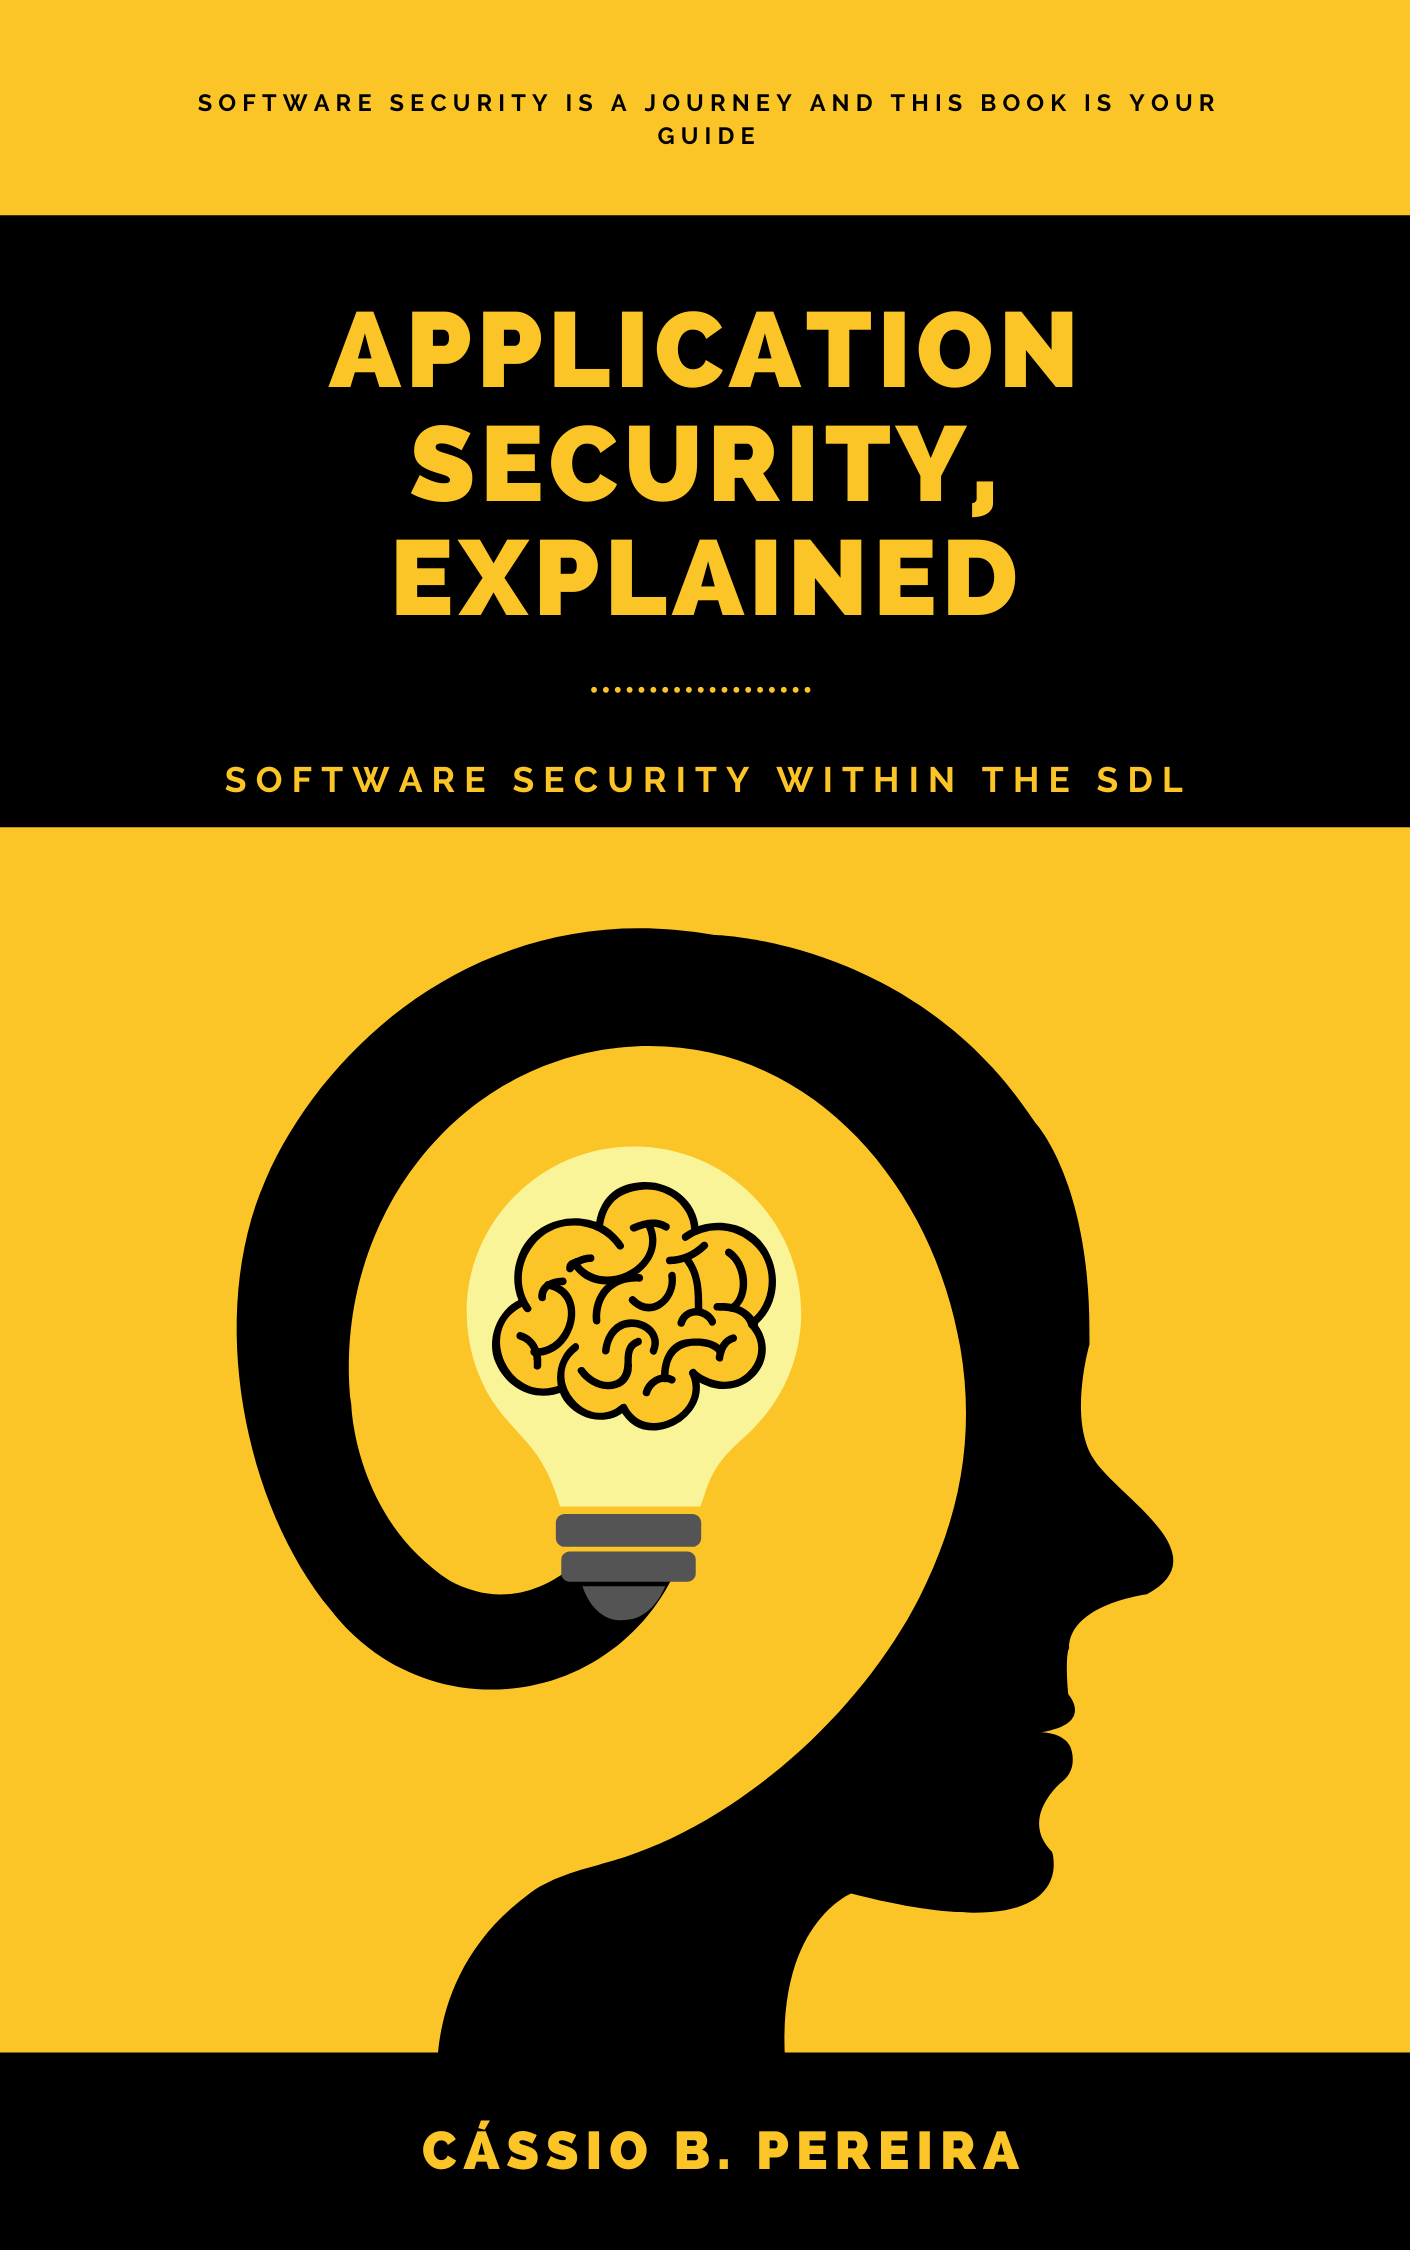 SOFTWARE SECURITY IS A JOURNEY AND THIS BOOK IS YOUR
GUIDE
APPLICATION
SECURITY,
EXPLAINED
SOFTWARE SECURITY WITHIN THE SDL
CÁSSIO B. PEREIRA